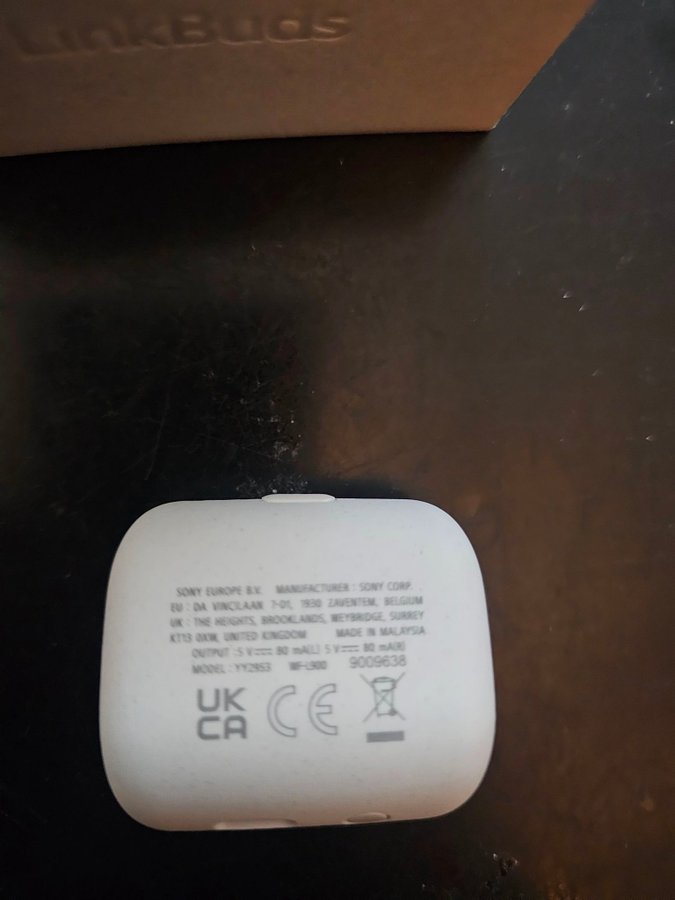 LinkBuds
SONY EUROPE B.V. MANUFACTURER : SONY CORP.
EU : DA VINCILAAN 7-D1, 1930 ZAVENTEM, BELGIUM
UK : THE HEIGHTS, BROOKLANDS, WEYBRIDGE, SURREY
KT13 0XW, UNITED KINGDOM MADE IN MALAYSIA
OUTPUT : 5 V⎓ 80 mA(L) 5 V⎓ 80 mA(R)
MODEL : YY2953 WF-L900 9009638
UK
CA
CE